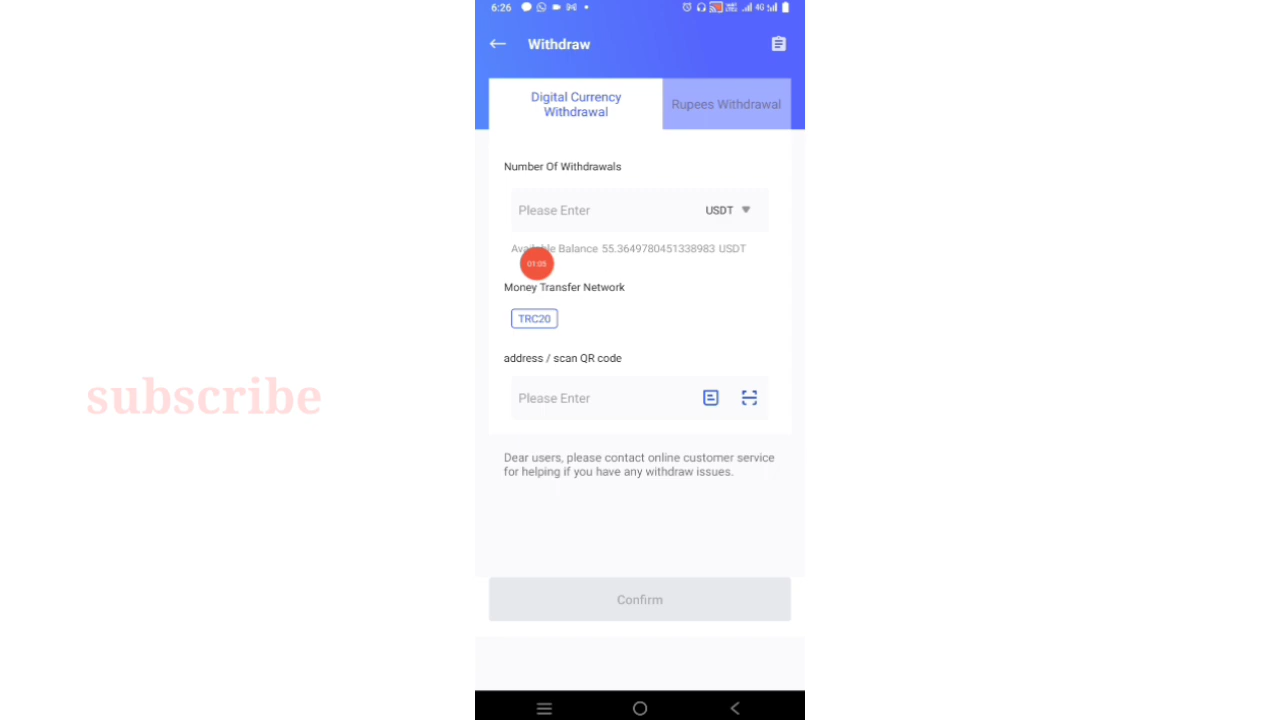 6:26
4G
Withdraw
Digital Currency
Withdrawal
Rupees Withdrawal
Number Of Withdrawals
Please Enter
USDT
Available Balance 55.3649780451338983 USDT
01:05
Money Transfer Network
TRC20
address / scan QR code
Please Enter
subscribe
Dear users, please contact online customer service
for helping if you have any withdraw issues.
Confirm